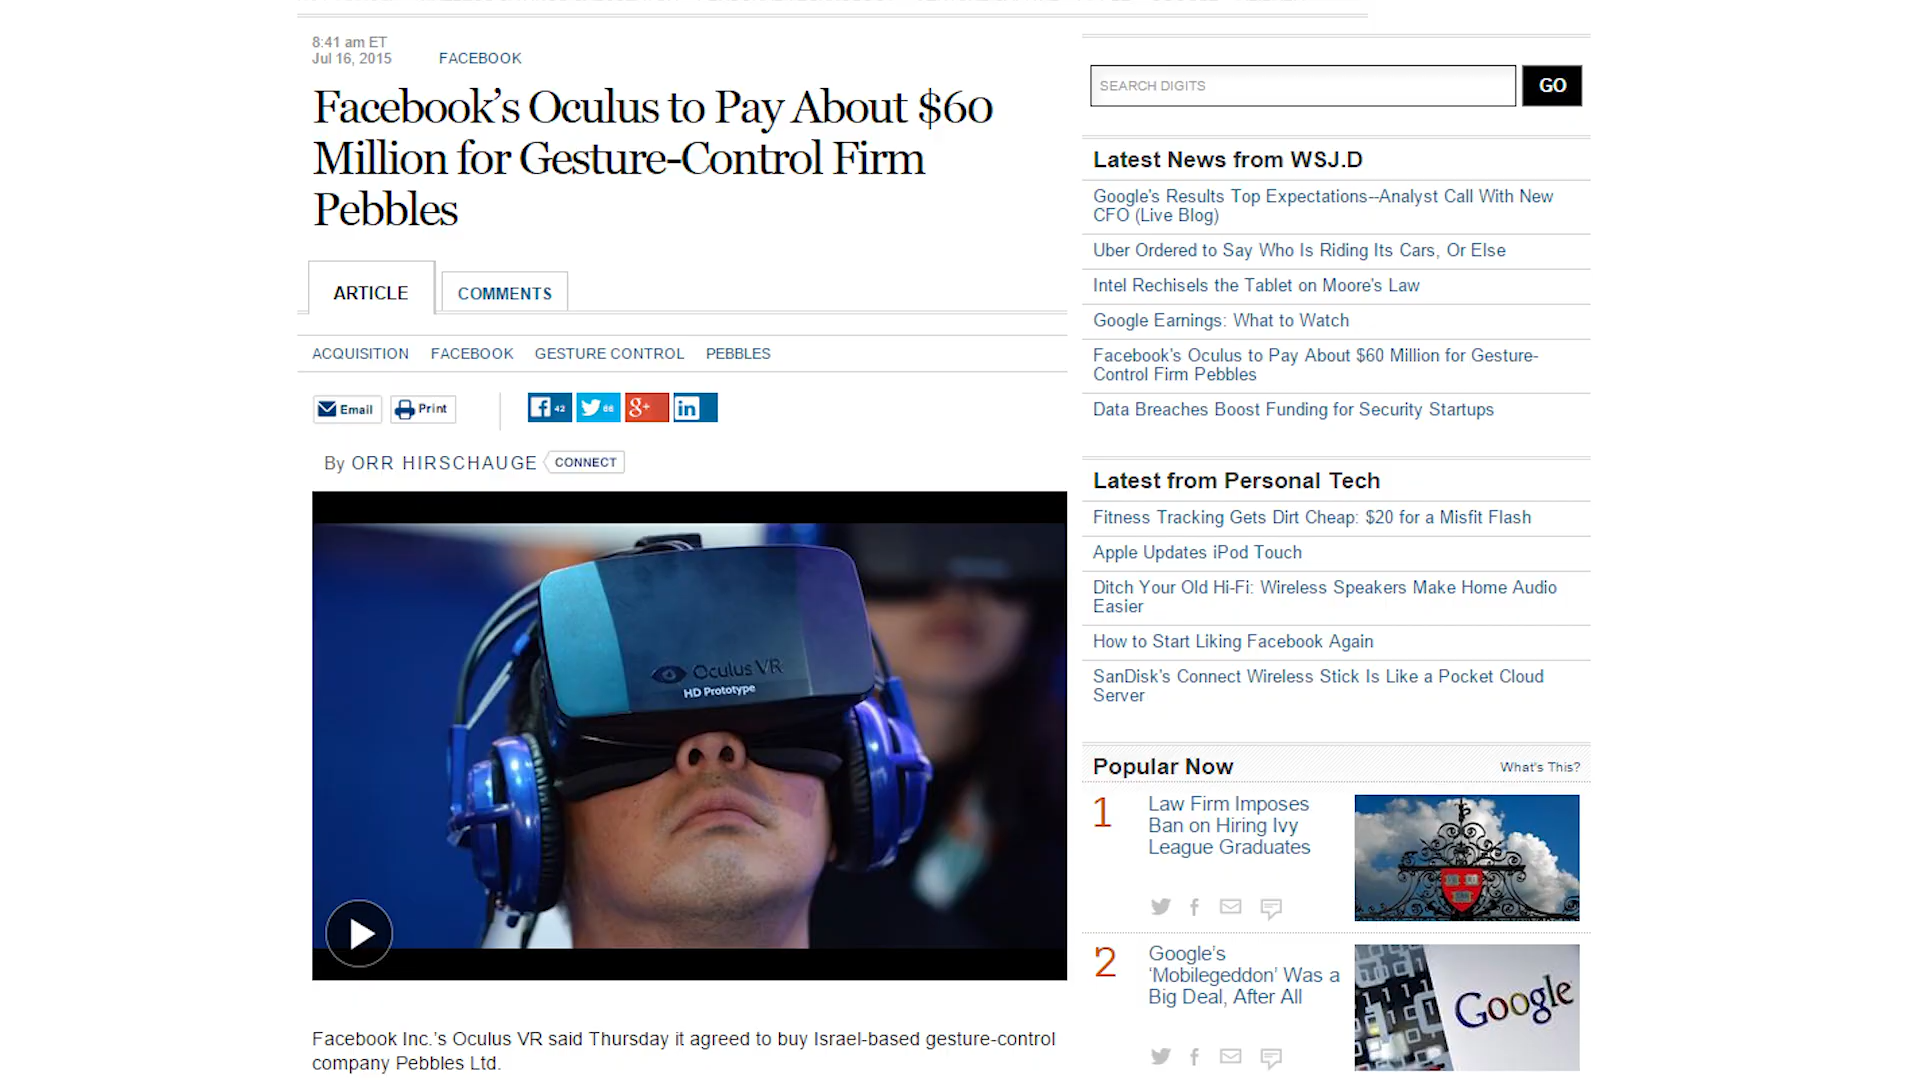 8:41 am ET
Jul 16, 2015
FACEBOOK
Facebook’s Oculus to Pay About $60
Million for Gesture-Control Firm
Pebbles
ARTICLE
COMMENTS
ACQUISITION FACEBOOK GESTURE CONTROL PEBBLES
Email
Print
42
66
g+
in
By ORR HIRSCHAUGE
CONNECT
Oculus VR
HD Prototype
Facebook Inc.’s Oculus VR said Thursday it agreed to buy Israel-based gesture-control
company Pebbles Ltd.
SEARCH DIGITS
GO
Latest News from WSJ.D
Google’s Results Top Expectations--Analyst Call With New
CFO (Live Blog)
Uber Ordered to Say Who Is Riding Its Cars, Or Else
Intel Rechisels the Tablet on Moore’s Law
Google Earnings: What to Watch
Facebook’s Oculus to Pay About $60 Million for Gesture-
Control Firm Pebbles
Data Breaches Boost Funding for Security Startups
Latest from Personal Tech
Fitness Tracking Gets Dirt Cheap: $20 for a Misfit Flash
Apple Updates iPod Touch
Ditch Your Old Hi-Fi: Wireless Speakers Make Home Audio
Easier
How to Start Liking Facebook Again
SanDisk’s Connect Wireless Stick Is Like a Pocket Cloud
Server
Popular Now
What's This?
1
Law Firm Imposes
Ban on Hiring Ivy
League Graduates
2
Google’s
‘Mobilegeddon’ Was a
Big Deal, After All
Google